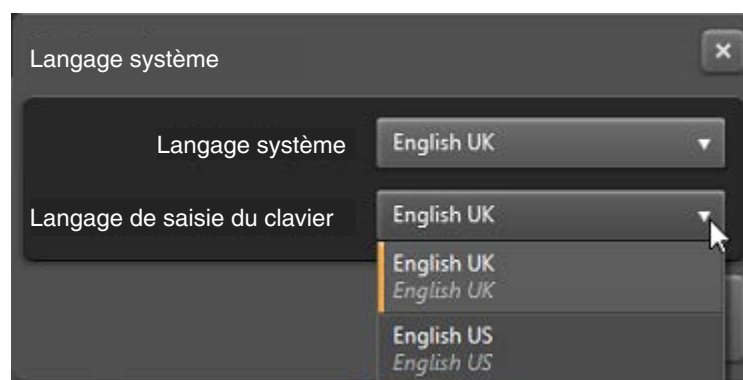 Langage système
Langage système English UK
Langage de saisie du clavier English UK
English UK
English UK
English US
English US